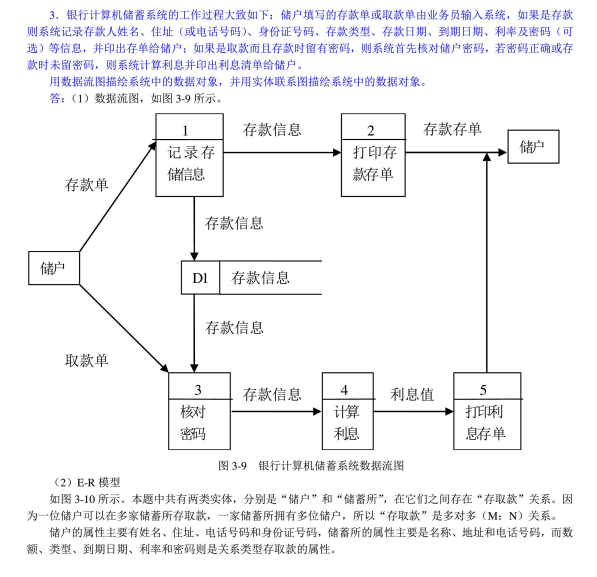 3．银行计算机储蓄系统的工作过程大致如下：储户填写的存款单或取款单由业务员输入系统，如果是存款
则系统记录存款人姓名、住址（或电话号码）、身份证号码、存款类型、存款日期、到期日期、利率及密码（可
选）等信息，并印出存单给储户；如果是取款而且存款时留有密码，则系统首先核对储户密码，若密码正确或存
款时未留密码，则系统计算利息并印出利息清单给储户。
用数据流图描绘系统中的数据对象，并用实体联系图描绘系统中的数据对象。
答：（1）数据流图，如图 3-9 所示。
1
记录存
储信息
存款信息
2
打印存
款存单
存款存单
储户
存款单
存款信息
储户
D1
存款信息
存款信息
取款单
3
核对
密码
存款信息
4
计算
利息
利息值
5
打印利
息存单
图 3-9 银行计算机储蓄系统数据流图
（2）E-R 模型
如图 3-10 所示。本题中共有两类实体，分别是“储户”和“储蓄所”，在它们之间存在“存取款”关系。因
为一位储户可以在多家储蓄所存取款，一家储蓄所拥有多位储户，所以“存取款”是多对多（M：N）关系。
储户的属性主要有姓名、住址、电话号码和身份证号码，储蓄所的属性主要是名称、地址和电话号码，而数
额、类型、到期日期、利率和密码则是关系类型存取款的属性。